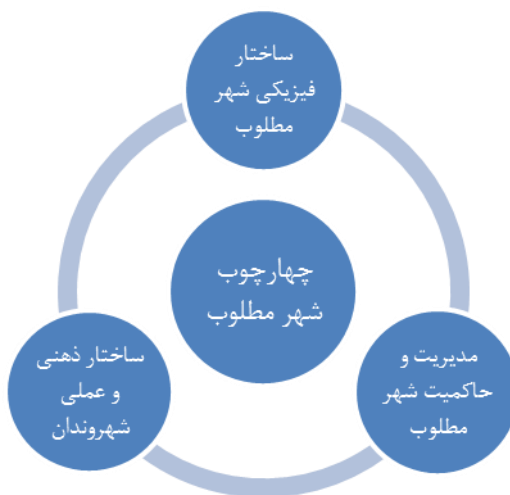 ساختار
فیزیکی شهر
مطلوب
چهارچوب
شهر مطلوب
مدیریت و
حاکمیت شهر
مطلوب
ساختار ذهنی
و عملی
شهروندان